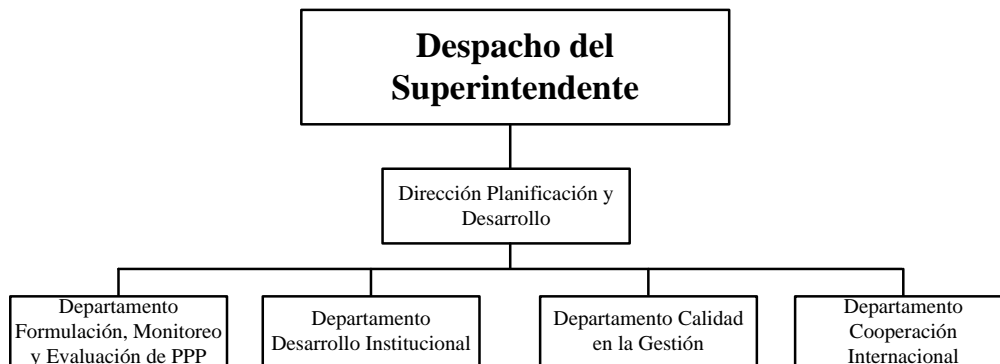 Despacho del
Superintendente
Dirección Planificación y
Desarrollo
Departamento
Formulación, Monitoreo
y Evaluación de PPP
Departamento
Desarrollo Institucional
Departamento Calidad
en la Gestión
Departamento
Cooperación
Internacional